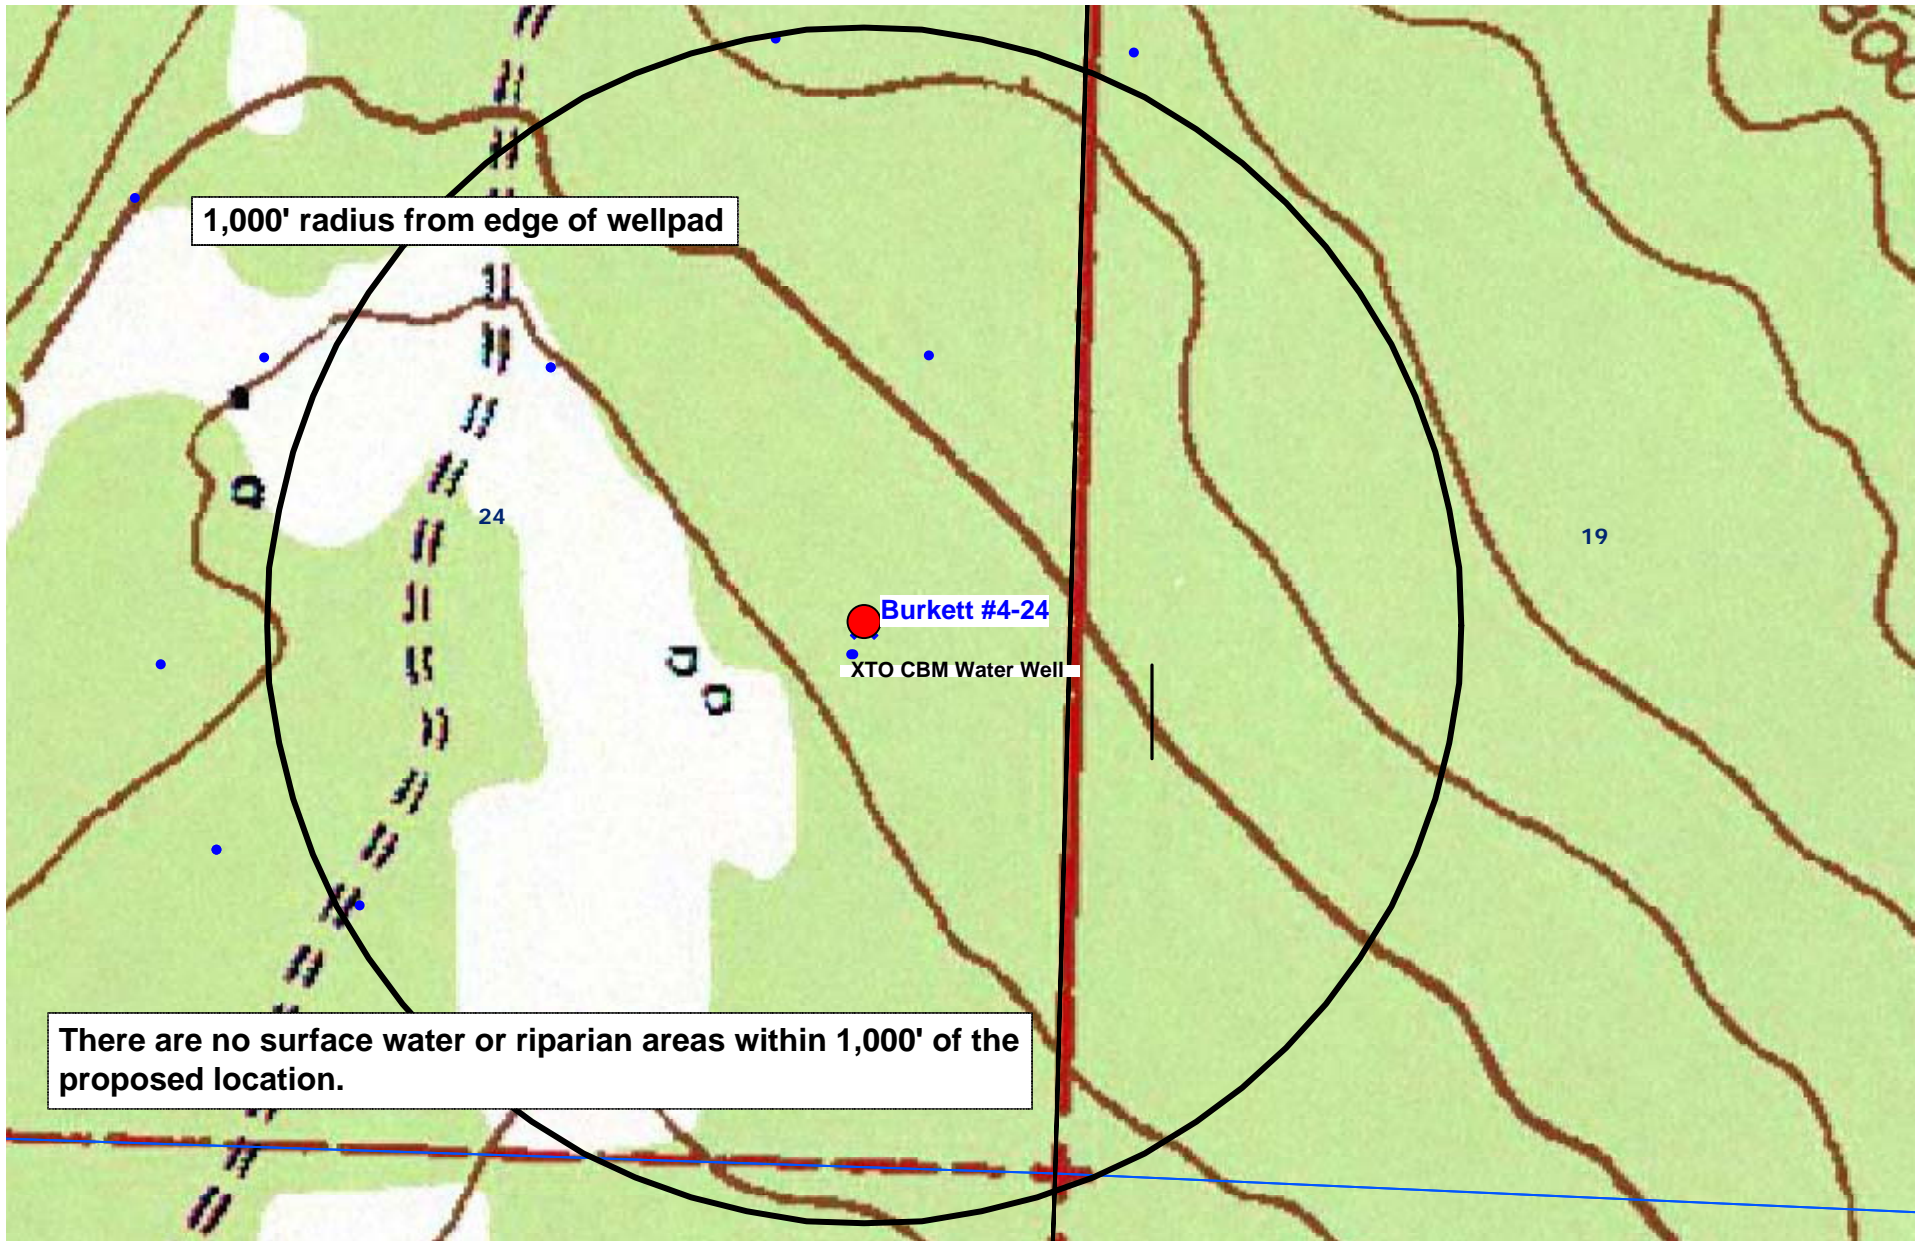 1,000' radius from edge of wellpad
24
19
Burkett #4-24
XTO CBM Water Well
There are no surface water or riparian areas within 1,000' of the
proposed location.